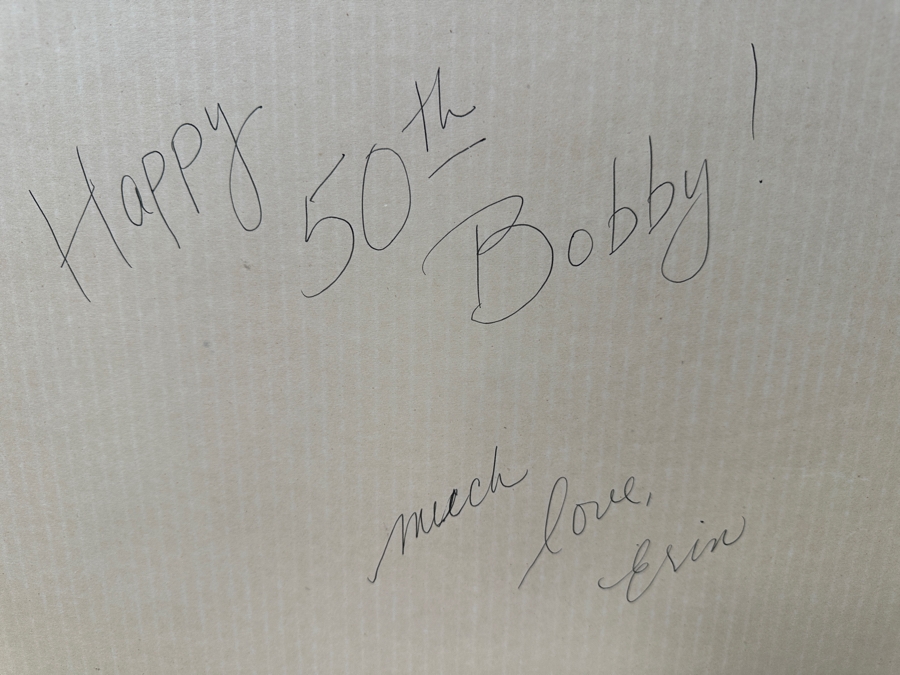 Happy 50th Bobby!
much love,
Erin